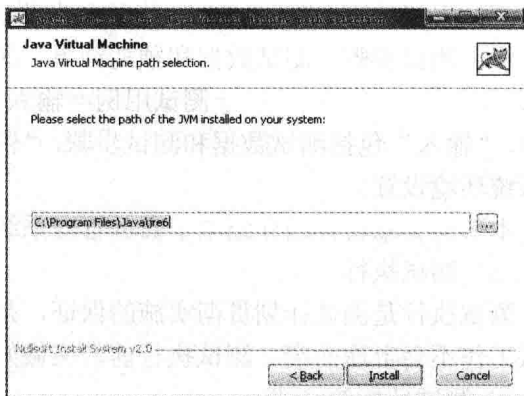 Java Virtual Machine
Java Virtual Machine path selection.
Please select the path of the JVM installed on your system:
C:\Program Files\Java\jre6
...
Nullsoft Install System v2.0
< Back
Install
Cancel